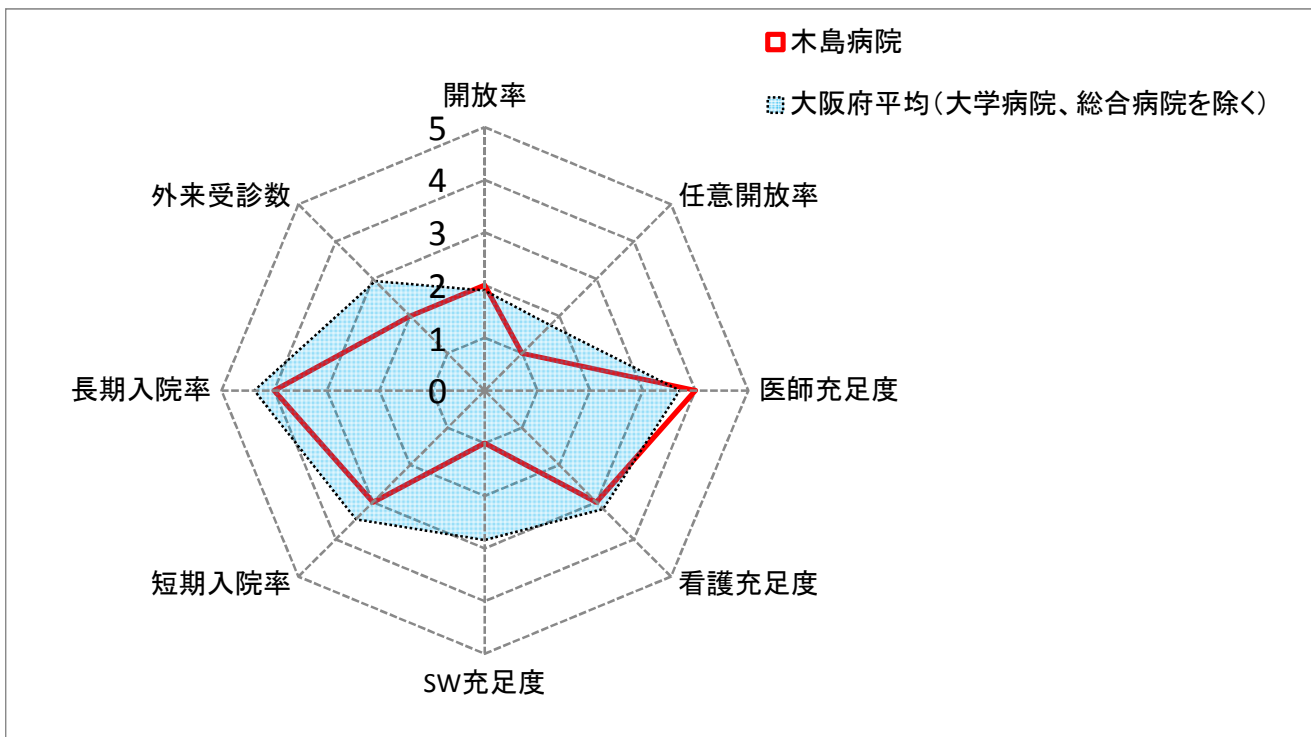 木島病院
大阪府平均（大学病院、総合病院を除く）
開放率
5
4
3
2
1
0
任意開放率
医師充足度
看護充足度
SW充足度
短期入院率
長期入院率
外来受診数